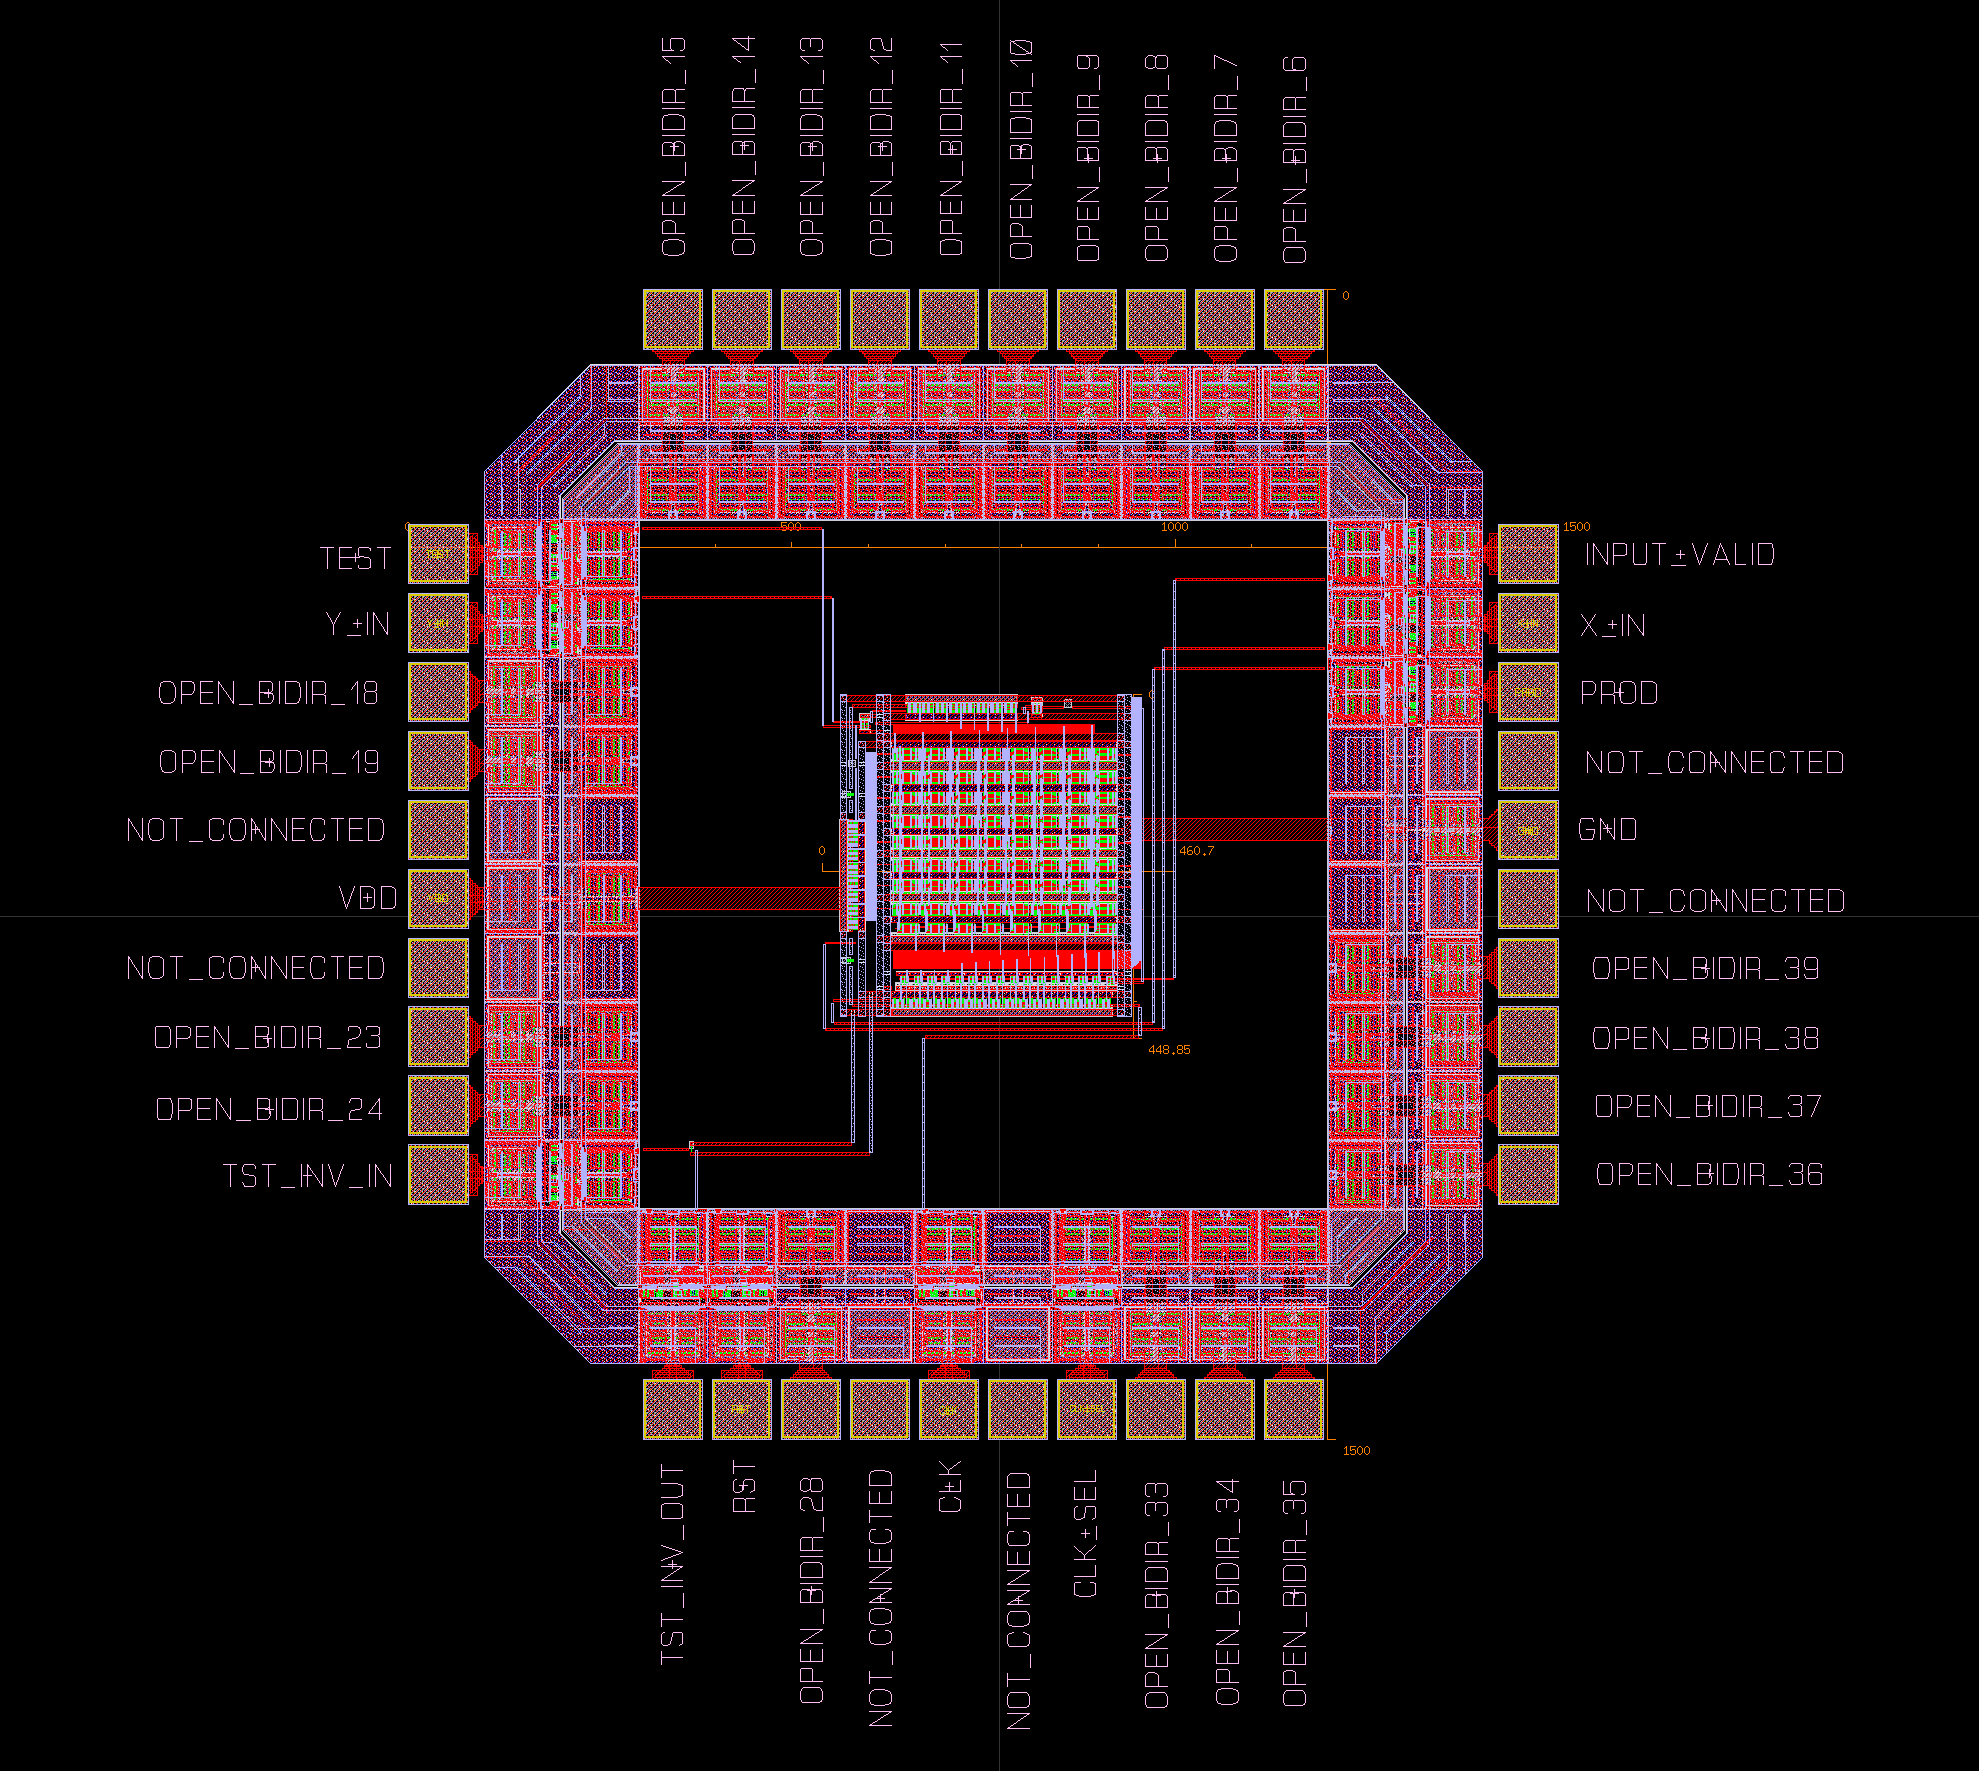 OPEN_BIDIR_15
OPEN_BIDIR_14
OPEN_BIDIR_13
OPEN_BIDIR_12
OPEN_BIDIR_11
OPEN_BIDIR_10
OPEN_BIDIR_9
OPEN_BIDIR_8
OPEN_BIDIR_7
OPEN_BIDIR_6
0
0
500
1000
1500
TEST
Y_IN
OPEN_BIDIR_18
OPEN_BIDIR_19
NOT_CONNECTED
VDD
NOT_CONNECTED
OPEN_BIDIR_23
OPEN_BIDIR_24
TST_INV_IN
0
460.7
448.85
INPUT_VALID
X_IN
PROD
NOT_CONNECTED
GND
NOT_CONNECTED
OPEN_BIDIR_39
OPEN_BIDIR_38
OPEN_BIDIR_37
OPEN_BIDIR_36
1500
TST_INV_OUT
RST
OPEN_BIDIR_28
NOT_CONNECTED
CLK
NOT_CONNECTED
CLK_SEL
OPEN_BIDIR_33
OPEN_BIDIR_34
OPEN_BIDIR_35